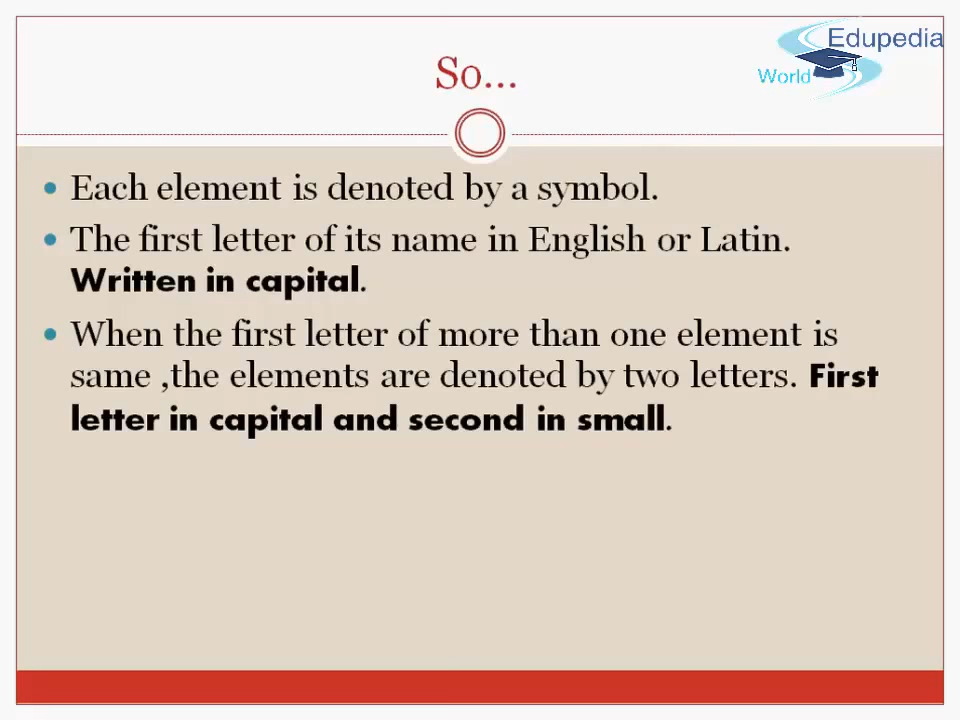 Edupedia
World
So...
• Each element is denoted by a symbol.
• The first letter of its name in English or Latin.
Written in capital.
• When the first letter of more than one element is
same ,the elements are denoted by two letters. First
letter in capital and second in small.